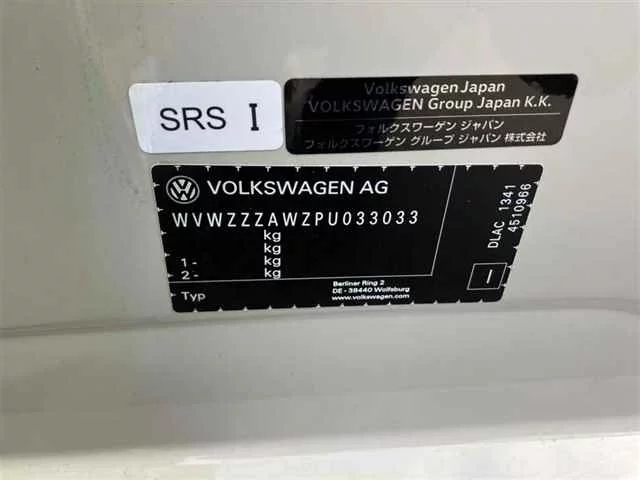 SRS I
Volkswagen Japan
VOLKSWAGEN Group Japan K.K.
フォルクスワーゲン ジャパン
フォルクスワーゲン グループ ジャパン 株式会社
VOLKSWAGEN AG
WVWZZZAWZPU033033
kg
kg
1 - kg
2 - kg
Typ
Berliner Ring 2
DE - 38440 Wolfsburg
www.volkswagen.com
DLAC 1341
4510966
I